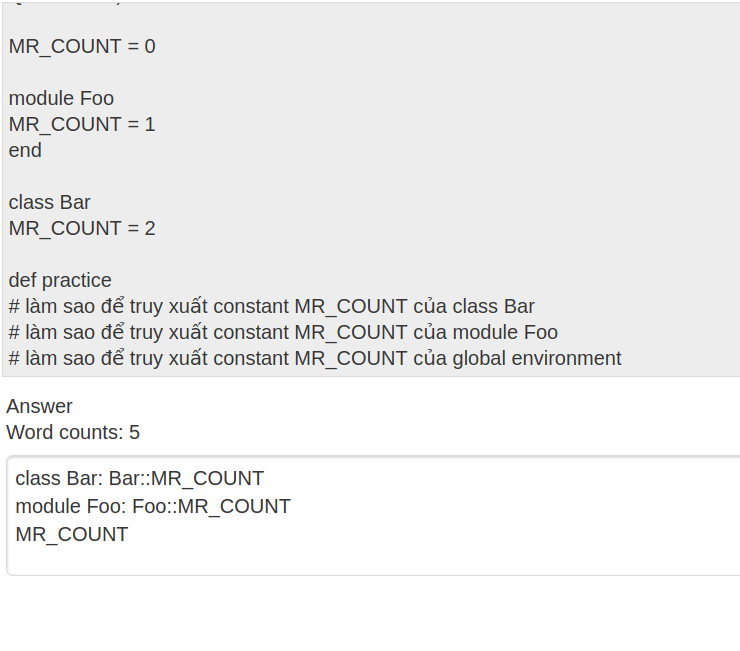 MR_COUNT = 0
module Foo
MR_COUNT = 1
end
class Bar
MR_COUNT = 2
def practice
# làm sao để truy xuất constant MR_COUNT của class Bar
# làm sao để truy xuất constant MR_COUNT của module Foo
# làm sao để truy xuất constant MR_COUNT của global environment
Answer
Word counts: 5
class Bar: Bar::MR_COUNT
module Foo: Foo::MR_COUNT
MR_COUNT